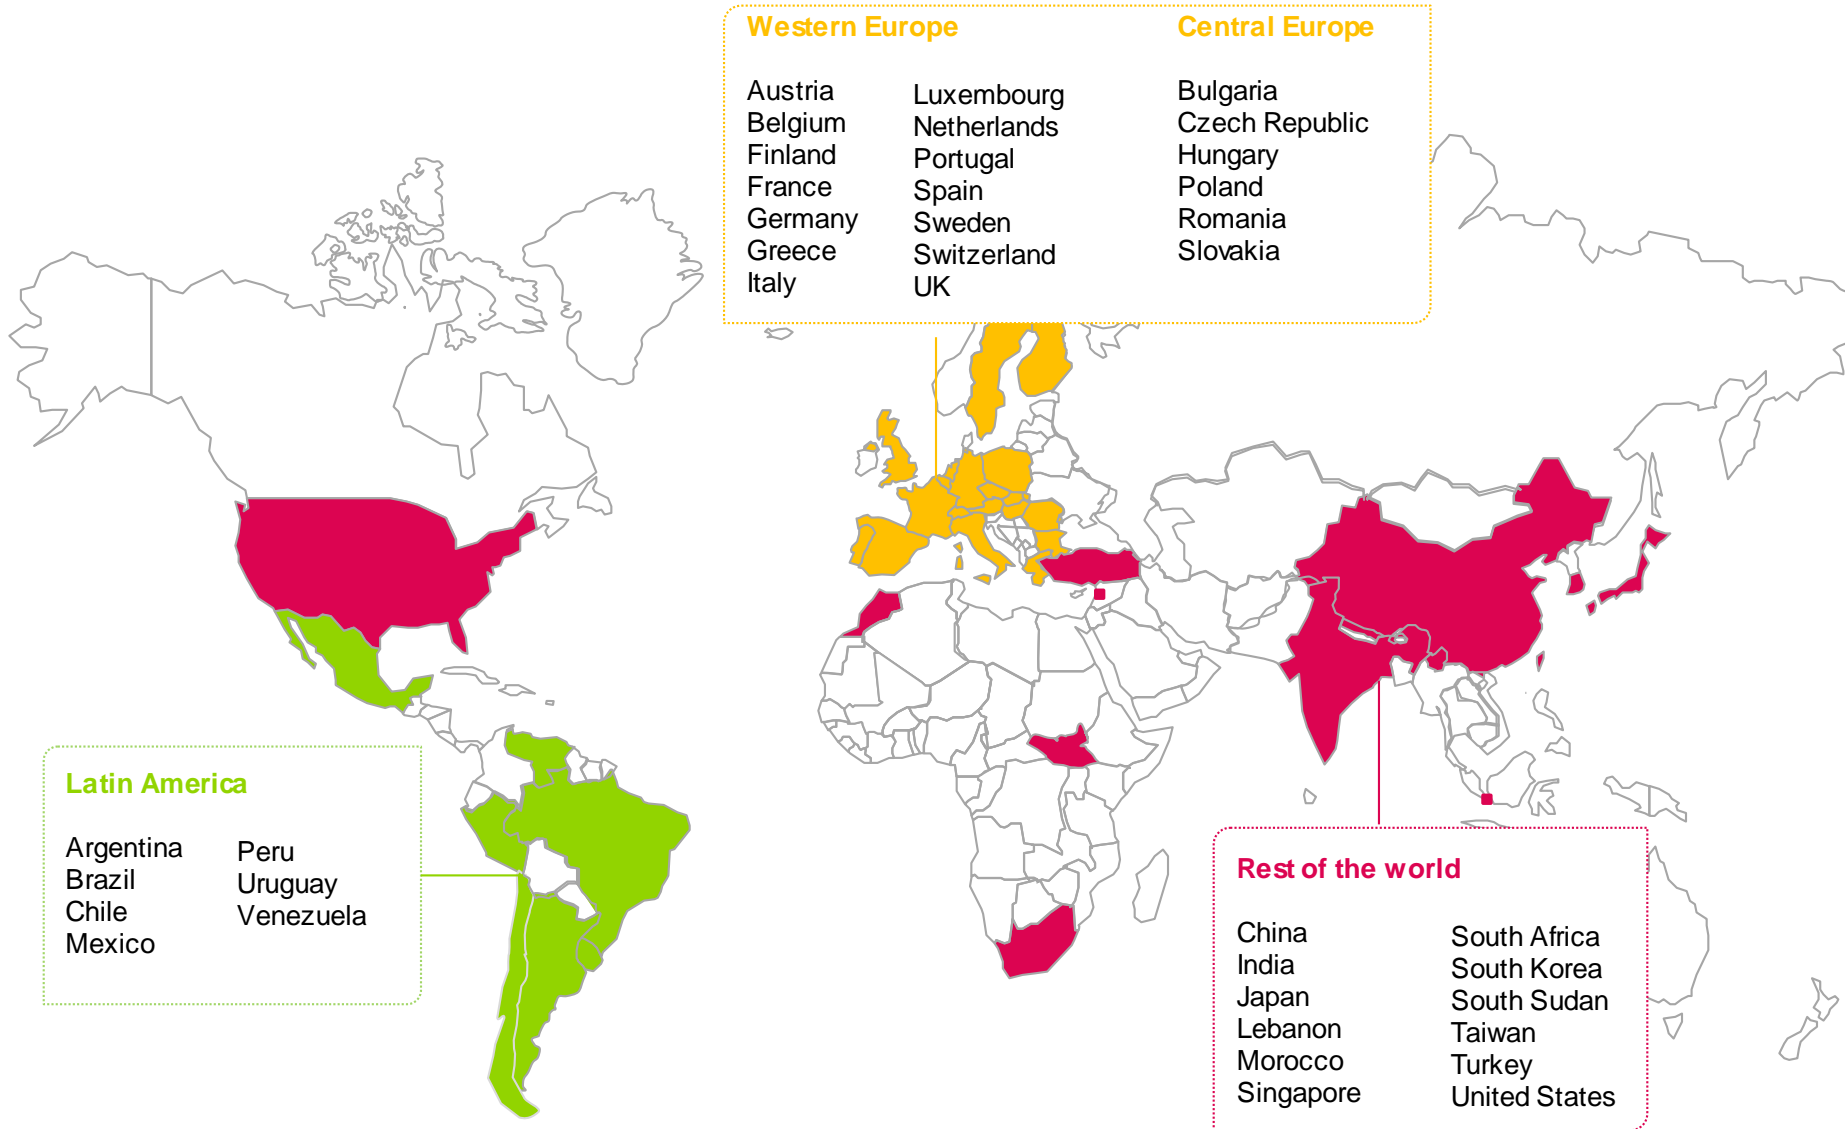 Western Europe
Austria
Belgium
Finland
France
Germany
Greece
Italy
Luxembourg
Netherlands
Portugal
Spain
Sweden
Switzerland
UK
Central Europe
Bulgaria
Czech Republic
Hungary
Poland
Romania
Slovakia
Latin America
Argentina
Brazil
Chile
Mexico
Peru
Uruguay
Venezuela
Rest of the world
China
India
Japan
Lebanon
Morocco
Singapore
South Africa
South Korea
South Sudan
Taiwan
Turkey
United States